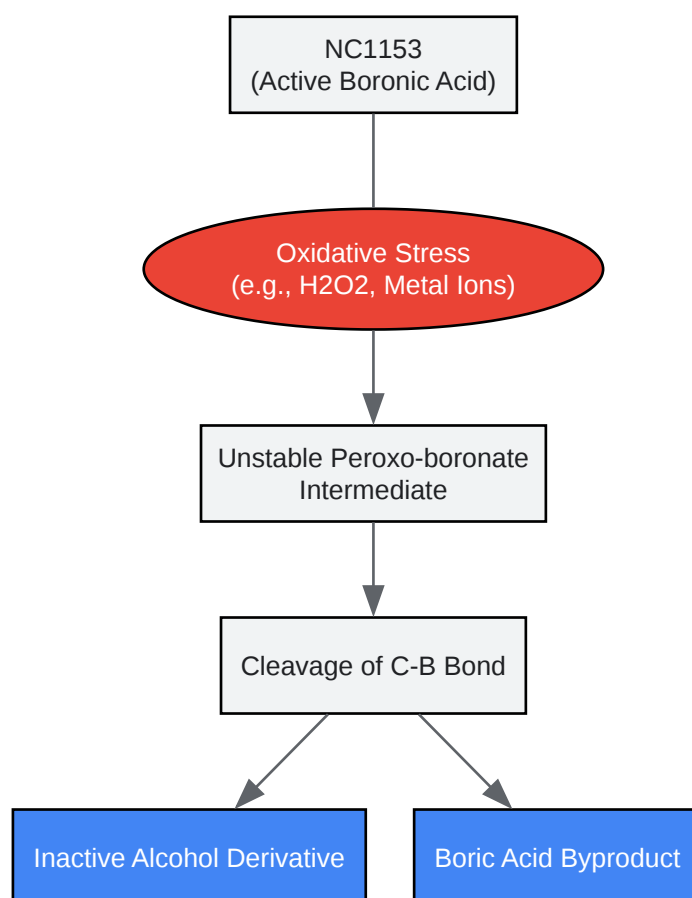 NC1153
(Active Boronic Acid)
Oxidative Stress
(e.g., H2O2, Metal Ions)
Unstable Peroxo-boronate
Intermediate
Cleavage of C-B Bond
Inactive Alcohol Derivative
Boric Acid Byproduct